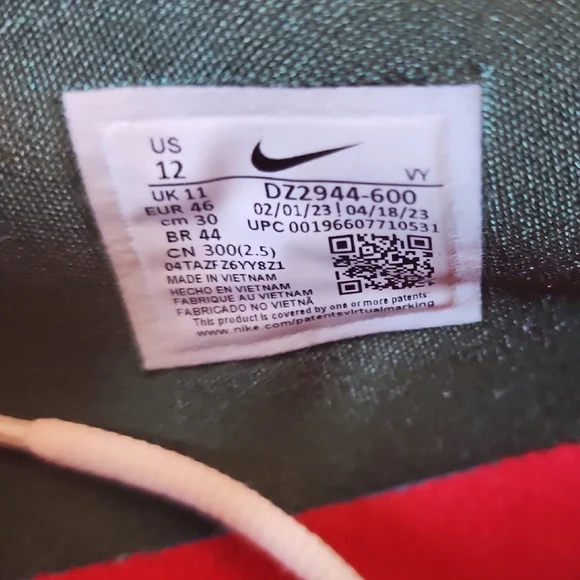 US
12
VY
UK 11
EUR 46
cm 30
BR 44
CN 300(2.5)
DZ2944-600
02/01/23 | 04/18/23
UPC 00196607710531
04TAZFZ6YY8Z1
MADE IN VIETNAM
HECHO EN VIETNAM
FABRIQUE AU VIETNAM
FABRICADO NO VIETNÃ
This product is covered by one or more patents:
www.nike.com/patentsvirtualmarking